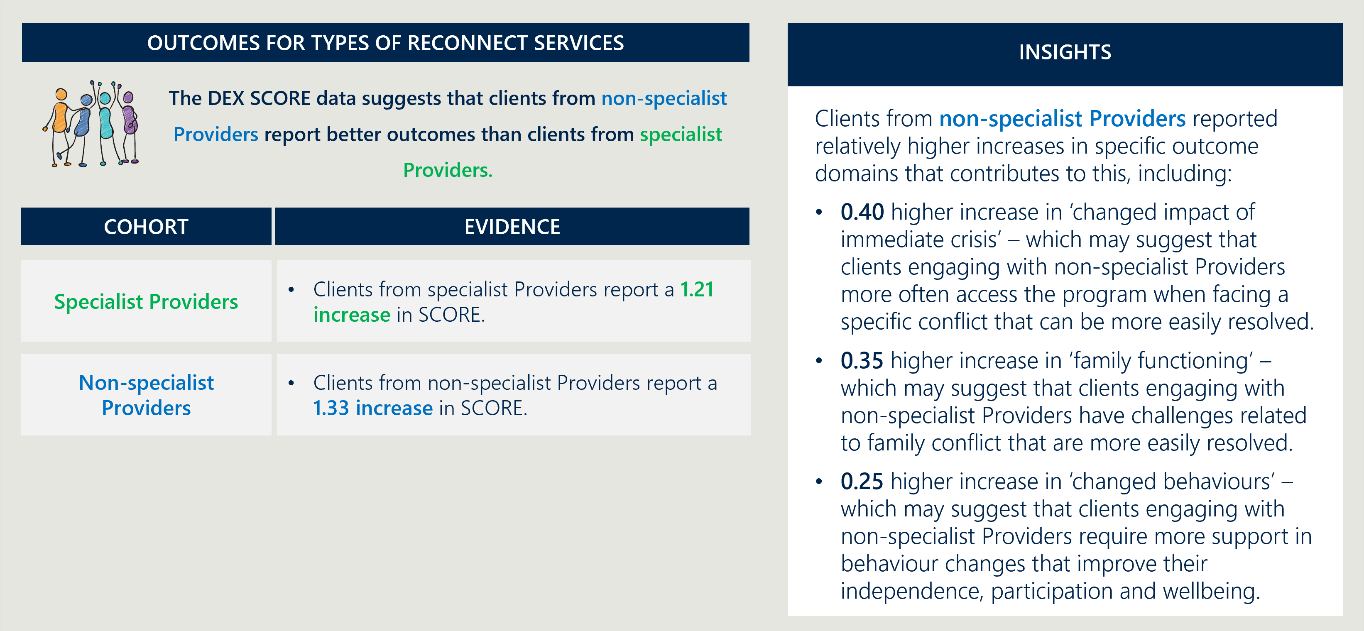 OUTCOMES FOR TYPES OF RECONNECT SERVICES
The DEX SCORE data suggests that clients from non-specialist
Providers report better outcomes than clients from specialist
Providers.
COHORT
EVIDENCE
Specialist Providers
• Clients from specialist Providers report a 1.21
increase in SCORE.
Non-specialist
Providers
• Clients from non-specialist Providers report a
1.33 increase in SCORE.
INSIGHTS
Clients from non-specialist Providers reported
relatively higher increases in specific outcome
domains that contributes to this, including:
• 0.40 higher increase in ‘changed impact of
immediate crisis’ – which may suggest that
clients engaging with non-specialist Providers
more often access the program when facing a
specific conflict that can be more easily resolved.
• 0.35 higher increase in ‘family functioning’ –
which may suggest that clients engaging with
non-specialist Providers have challenges related
to family conflict that are more easily resolved.
• 0.25 higher increase in ‘changed behaviours’ –
which may suggest that clients engaging with
non-specialist Providers require more support in
behaviour changes that improve their
independence, participation and wellbeing.